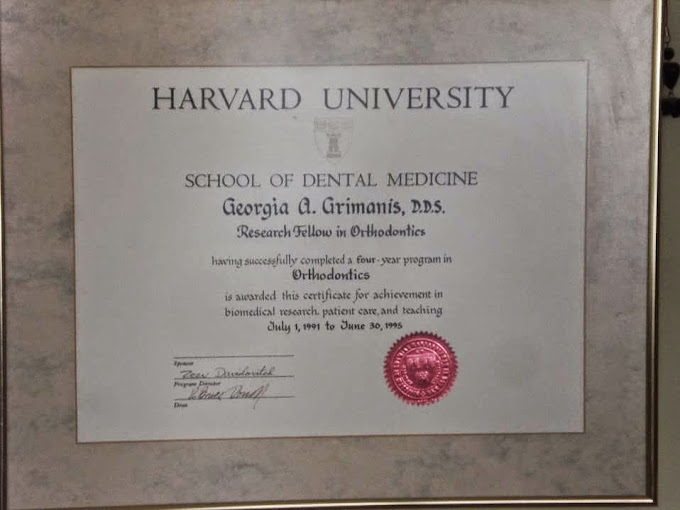 HARVARD UNIVERSITY
SCHOOL OF DENTAL MEDICINE
Georgia A. Grimanis, D.D.S.
Research Fellow in Orthodontics
having successfully completed a four-year program in
Orthodontics
is awarded this certificate for achievement in
biomedical research, patient care, and teaching
July 1, 1991 to June 30, 1995
Sponsor
Program Director
Dean